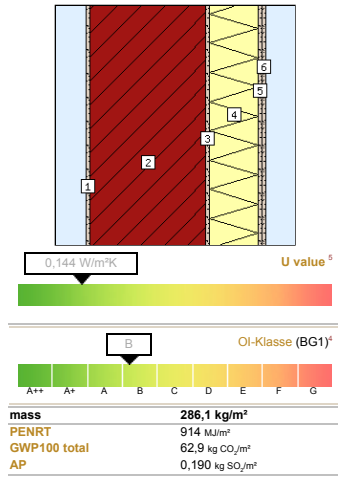 6
5
4
3
2
1
0,144 W/m²K
U value ⁵
B
OI-Klasse (BG1)⁴
A++ A+ A B C D E F G
mass 286,1 kg/m²
PENRT 914 MJ/m²
GWP100 total 62,9 kg CO₂/m²
AP 0,190 kg SO₂/m²